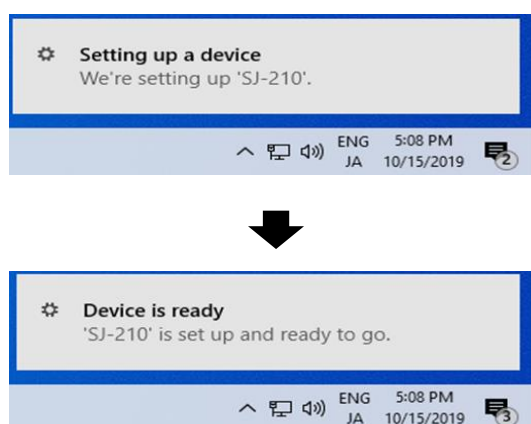 Setting up a device
We're setting up 'SJ-210'.
ENG 5:08 PM
JA 10/15/2019
2
Device is ready
'SJ-210' is set up and ready to go.
ENG 5:08 PM
JA 10/15/2019
3